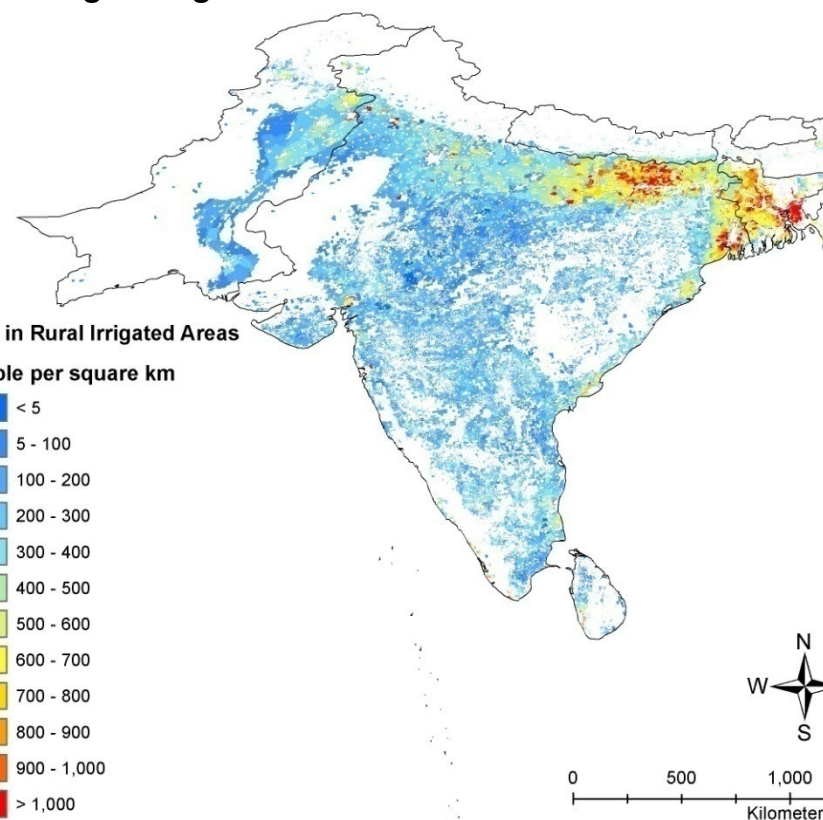 in Rural Irrigated Areas
ple per square km
< 5
5 - 100
100 - 200
200 - 300
300 - 400
400 - 500
500 - 600
600 - 700
700 - 800
800 - 900
900 - 1,000
> 1,000
N
W
S
0 500 1,000
Kilometer